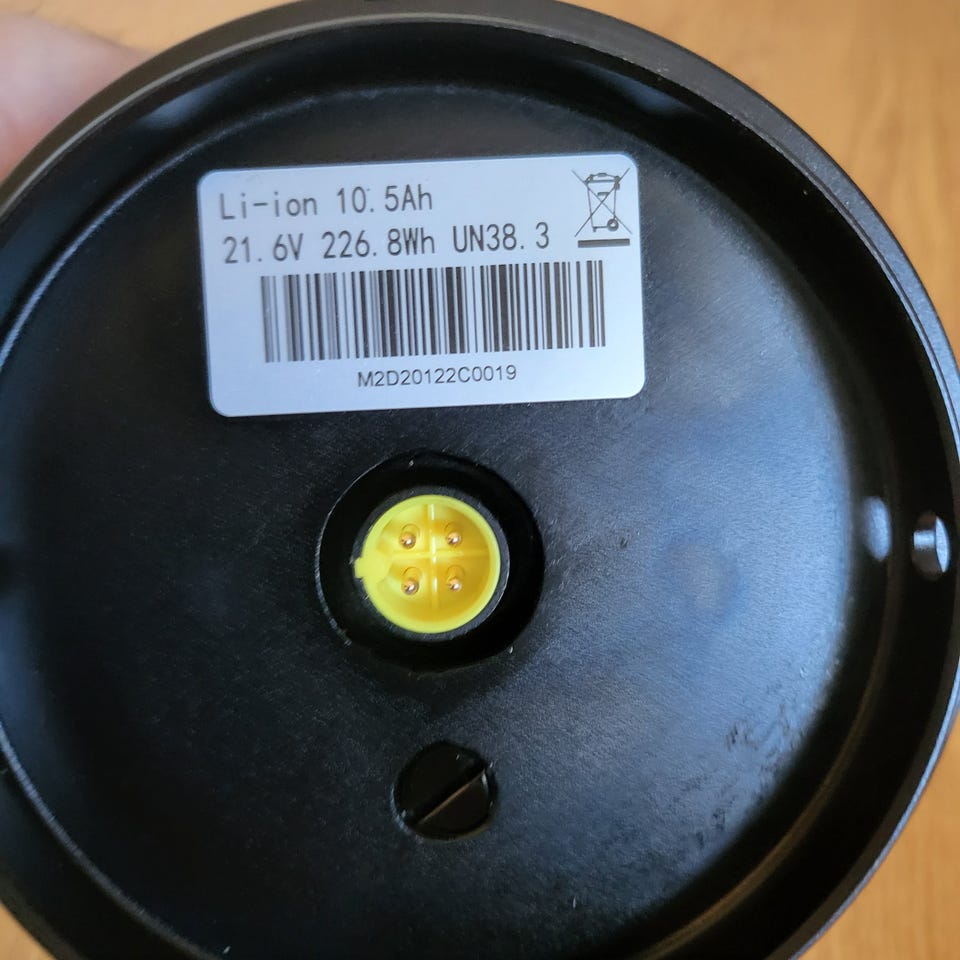 Li-ion 10.5Ah
21.6V 226.8Wh UN38.3
M2D20122C0019